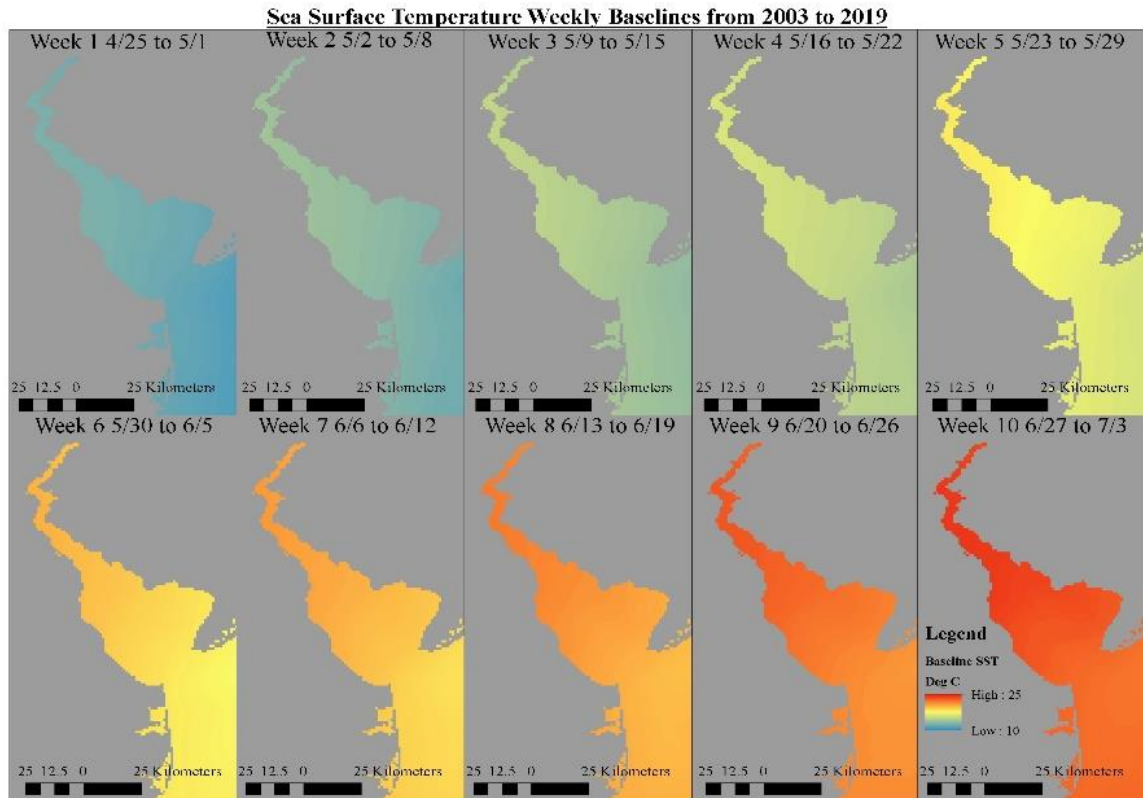 Sea Surface Temperature Weekly Baselines from 2003 to 2019
Week 1 4/25 to 5/1
Week 2 5/2 to 5/8
Week 3 5/9 to 5/15
Week 4 5/16 to 5/22
Week 5 5/23 to 5/29
25 12.5 0 25 Kilometers
25 12.5 0 25 Kilometers
25 12.5 0 25 Kilometers
25 12.5 0 25 Kilometers
25 12.5 0 25 Kilometers
Week 6 5/30 to 6/5
Week 7 6/6 to 6/12
Week 8 6/13 to 6/19
Week 9 6/20 to 6/26
Week 10 6/27 to 7/3
Legend
Baseline SST
Deg C
High : 25
Low : 10
25 12.5 0 25 Kilometers
25 12.5 0 25 Kilometers
25 12.5 0 25 Kilometers
25 12.5 0 25 Kilometers
25 12.5 0 25 Kilometers